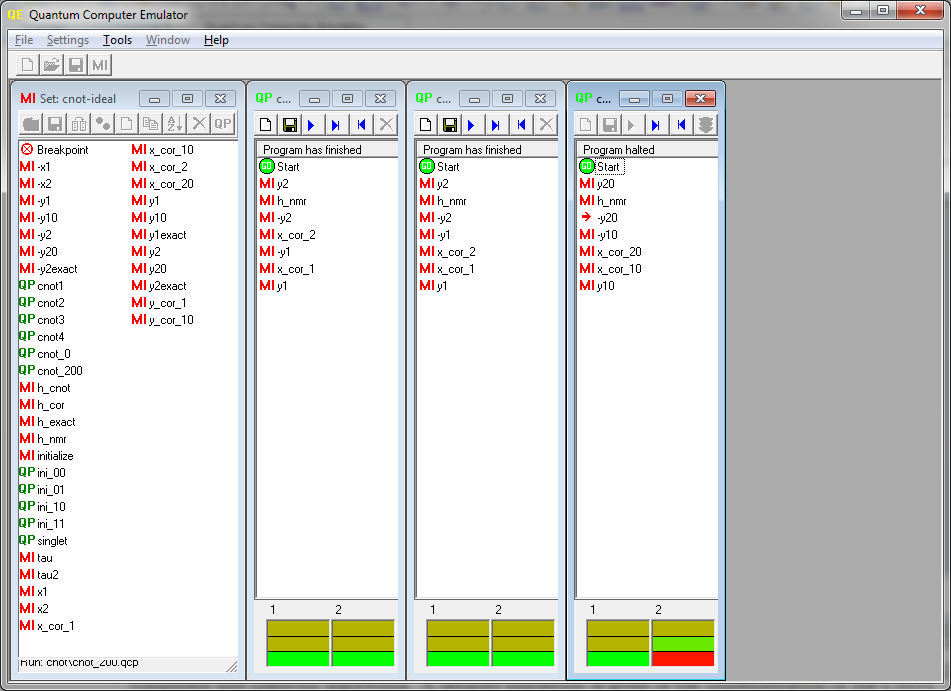 QE Quantum Computer Emulator
File Settings Tools Window Help
MI
MI Set: cnot-ideal
QP
Breakpoint
MI -x1
MI -x2
MI -y1
MI -y10
MI -y2
MI -y20
MI -y2exact
QP cnot1
QP cnot2
QP cnot3
QP cnot4
QP cnot_0
QP cnot_200
MI h_cnot
MI h_cor
MI h_exact
MI h_nmr
MI initialize
QP ini_00
QP ini_01
QP ini_10
QP ini_11
QP singlet
MI tau
MI tau2
MI x1
MI x2
MI x_cor_1
MI x_cor_10
MI x_cor_2
MI x_cor_20
MI y1
MI y10
MI y1exact
MI y2
MI y20
MI y2exact
MI y_cor_1
MI y_cor_10
Run: cnot\cnot_200.qcp
QP c...
Program has finished
GO Start
MI y2
MI h_nmr
MI -y2
MI x_cor_2
MI -y1
MI x_cor_1
MI y1
1 2
QP c...
Program has finished
GO Start
MI y2
MI h_nmr
MI -y2
MI -y1
MI x_cor_2
MI x_cor_1
MI y1
1 2
QP c...
Program halted
GO Start
MI y20
MI h_nmr
-y20
MI -y10
MI x_cor_20
MI x_cor_10
MI y10
1 2